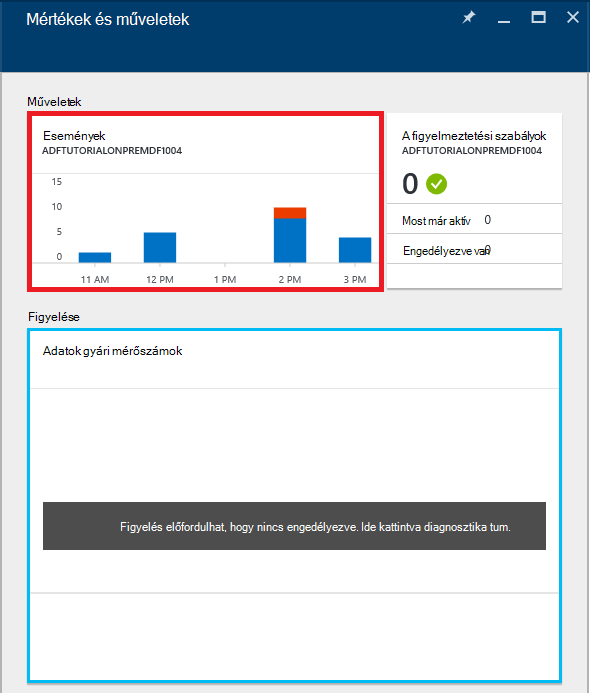 Mértékek és műveletek
Műveletek
Események
ADFTUTORIALONPREMDF1004
15
10
5
0
11 AM 12 PM 1 PM 2 PM 3 PM
A figyelmeztetési szabályok
ADFTUTORIALONPREMDF1004
0
Most már aktív 0
Engedélyezve van 0
Figyelése
Adatok gyári mérőszámok
Figyelés előfordulhat, hogy nincs engedélyezve. Ide kattintva diagnosztika tum.